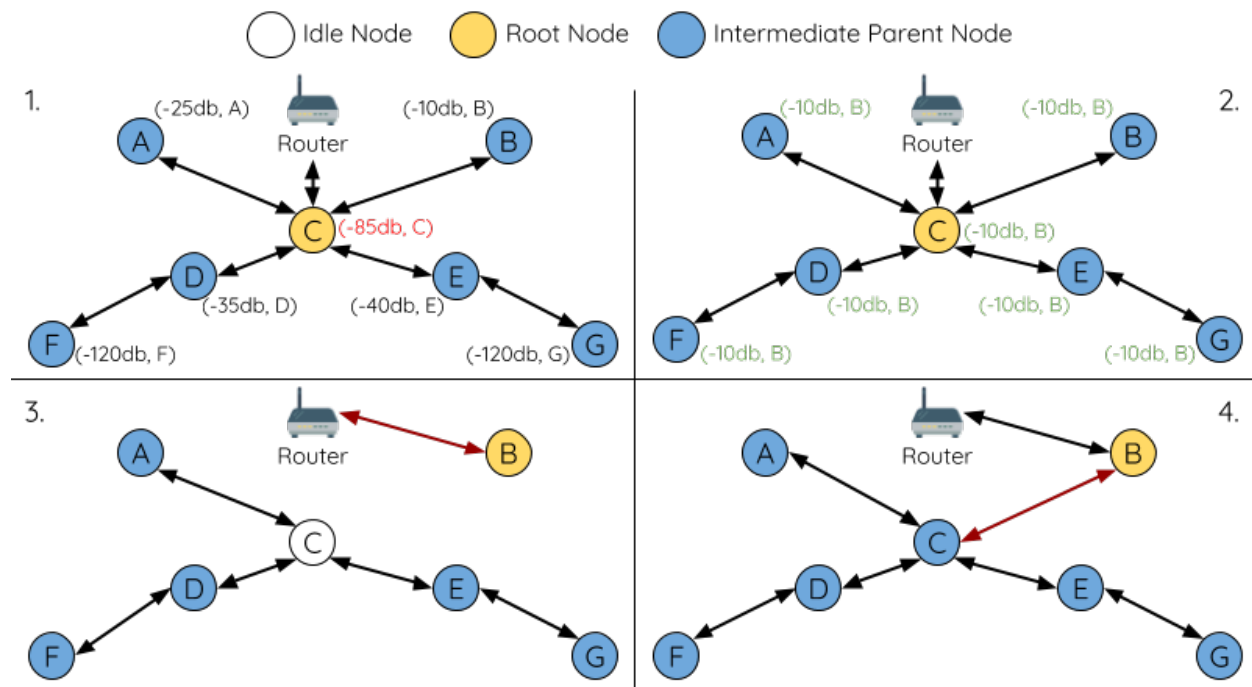 Idle Node
Root Node
Intermediate Parent Node
1.
(-25db, A)
(-10db, B)
A
B
Router
C
(-85db, C)
D
E
(-35db, D)
(-40db, E)
F
(-120db, F)
(-120db, G)
G
2.
(-10db, B)
(-10db, B)
A
B
Router
C
(-10db, B)
D
E
(-10db, B)
(-10db, B)
F
(-10db, B)
(-10db, B)
G
3.
A
Router
B
C
D
E
F
G
4.
A
Router
B
C
D
E
F
G